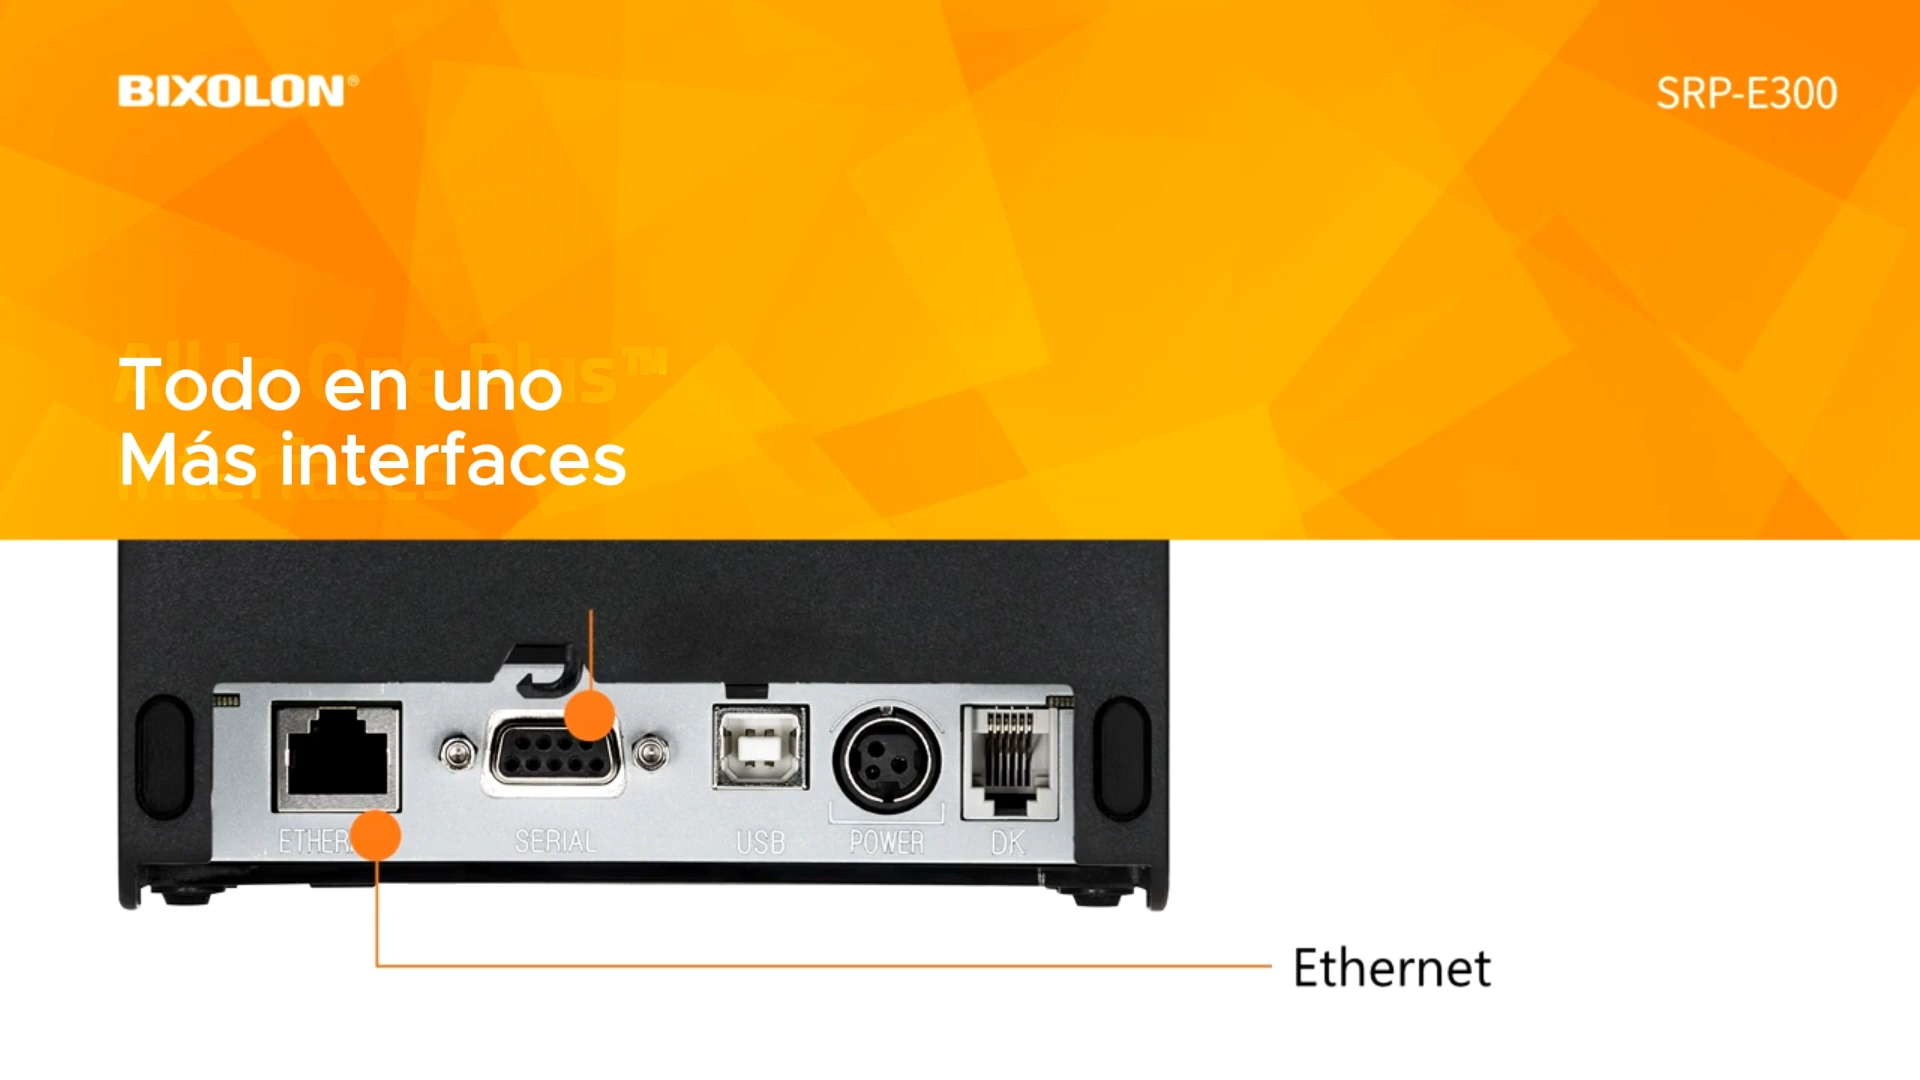 BIXOLON®
SRP-E300
Todo en uno
Más interfaces
SERIAL
USB
POWER
DK
Ethernet